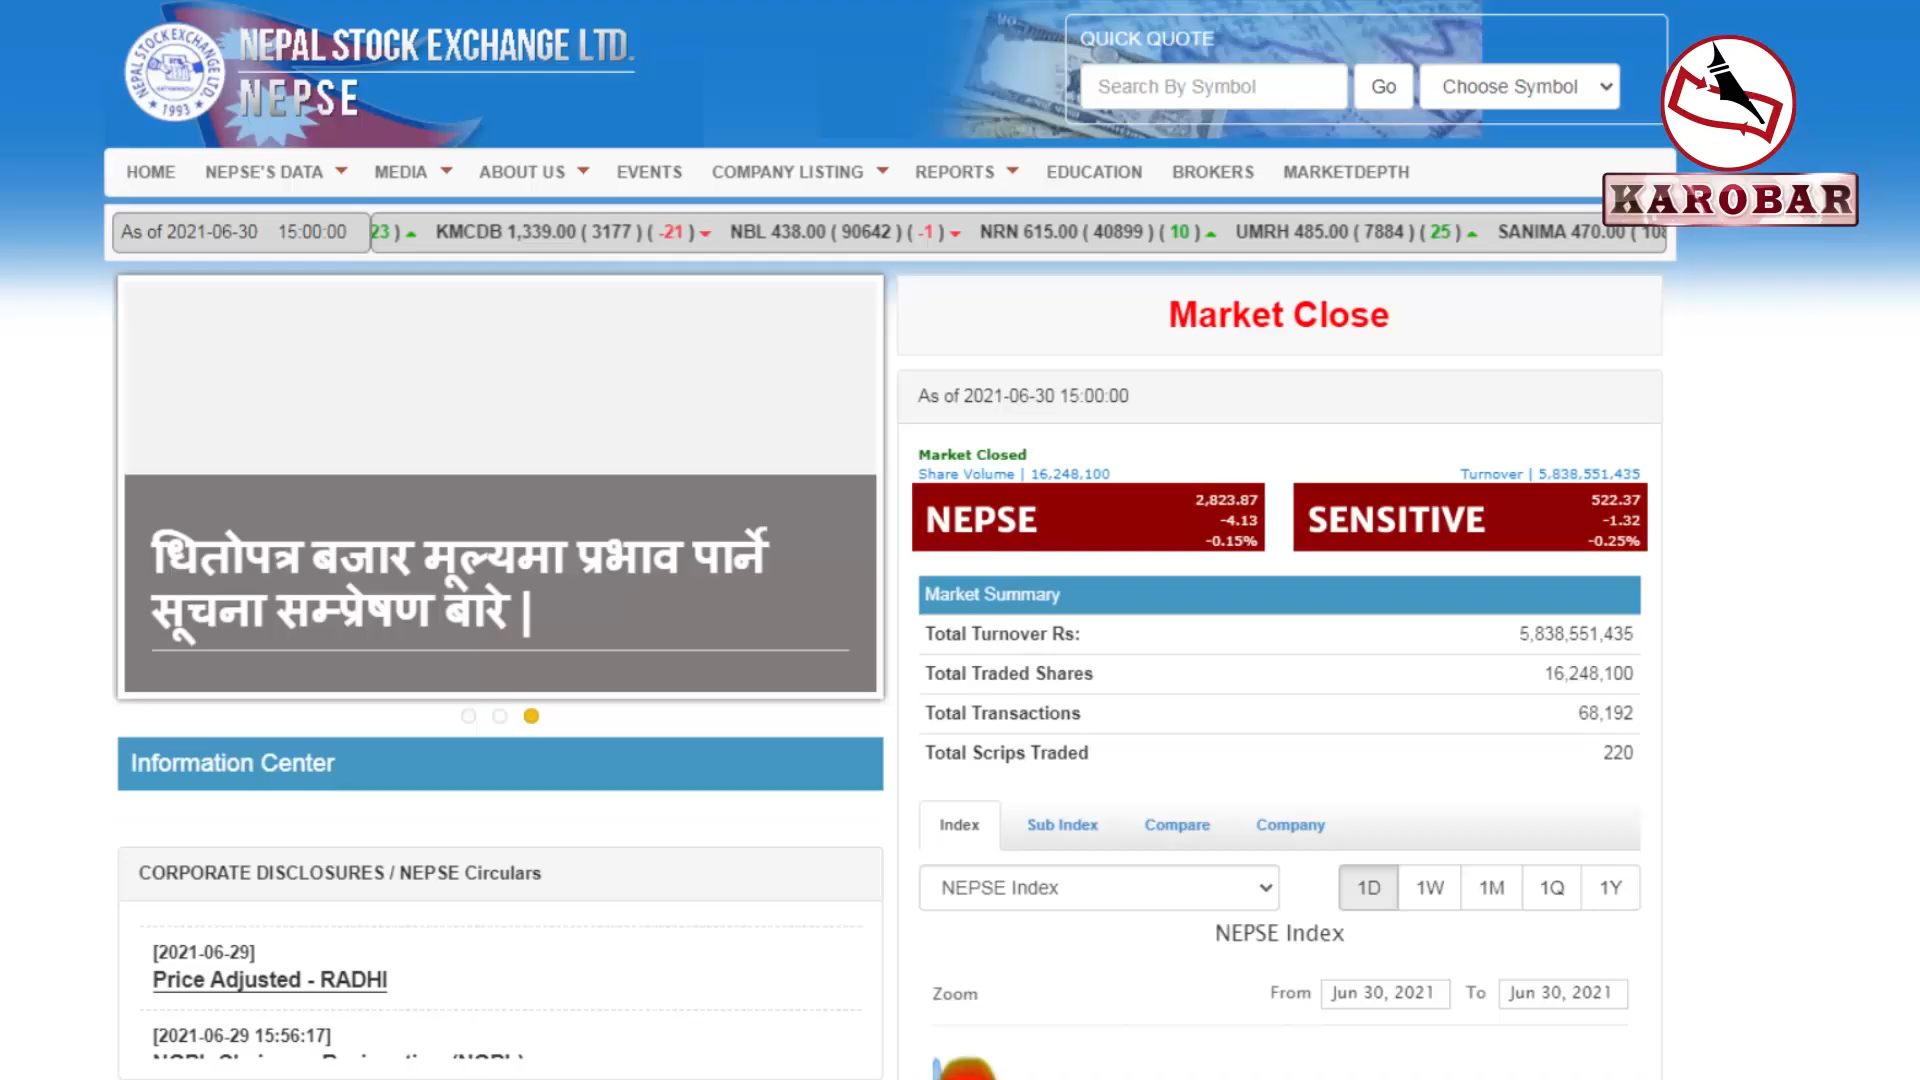 NEPAL STOCK EXCHANGE LTD.
NEPSE
NEPAL STOCK EXCHANGE LTD.
1993
QUICK QUOTE
Search By Symbol
Go
Choose Symbol
KAROBAR
HOME NEPSE'S DATA MEDIA ABOUT US EVENTS COMPANY LISTING REPORTS EDUCATION BROKERS MARKETDEPTH
As of 2021-06-30 15:00:00
23 ) KMCDB 1,339.00 ( 3177 ) ( -21 ) NBL 438.00 ( 90642 ) ( -1 ) NRN 615.00 ( 40899 ) ( 10 ) UMRH 485.00 ( 7884 ) ( 25 ) SANIMA 470.00 (
धितोपत्र बजार मूल्यमा प्रभाव पार्ने
सूचना सम्प्रेषण बारे |
Information Center
CORPORATE DISCLOSURES / NEPSE Circulars
[2021-06-29]
Price Adjusted - RADHI
[2021-06-29 15:56:17]
Market Close
As of 2021-06-30 15:00:00
Market Closed
Share Volume | 16,248,100
Turnover | 5,838,551,435
NEPSE
2,823.87
-4.13
-0.15%
SENSITIVE
522.37
-1.32
-0.25%
Market Summary
Total Turnover Rs: 5,838,551,435
Total Traded Shares 16,248,100
Total Transactions 68,192
Total Scrips Traded 220
Index Sub Index Compare Company
NEPSE Index
1D 1W 1M 1Q 1Y
NEPSE Index
Zoom From Jun 30, 2021 To Jun 30, 2021